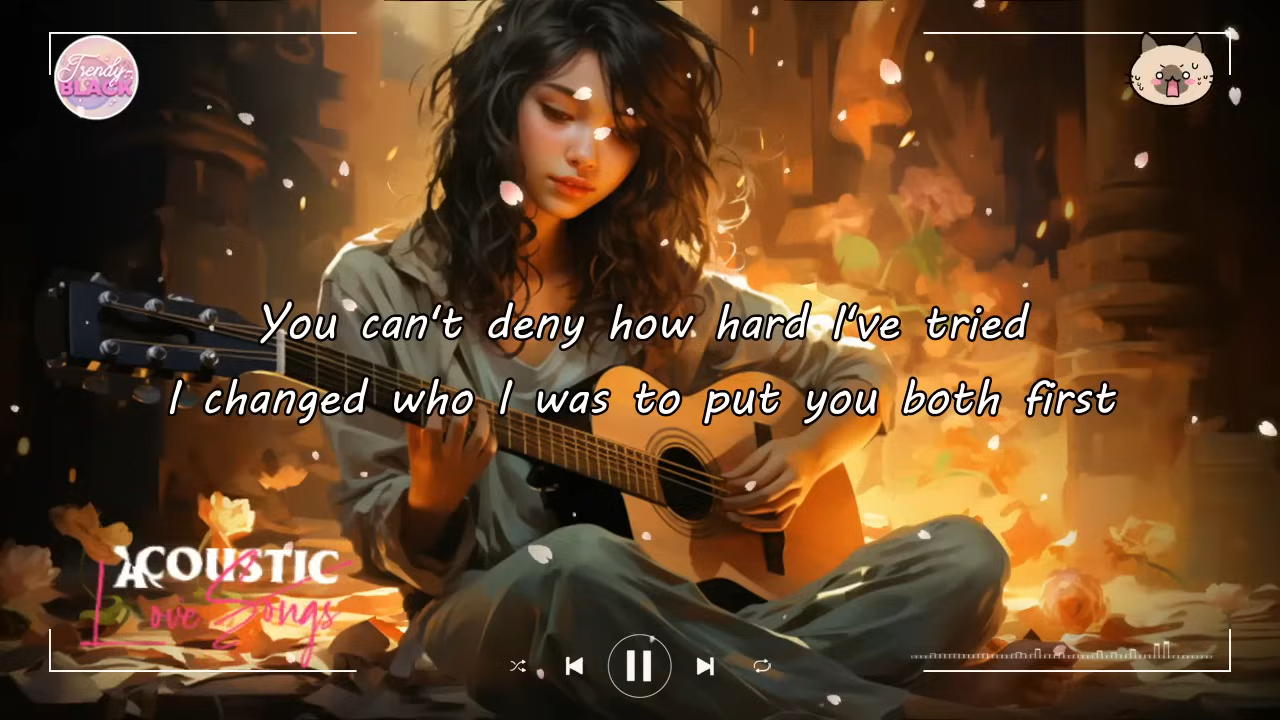 Trendy
BLACK
You can't deny how hard I've tried
I changed who I was to put you both first
ACOUSTIC
Love Songs